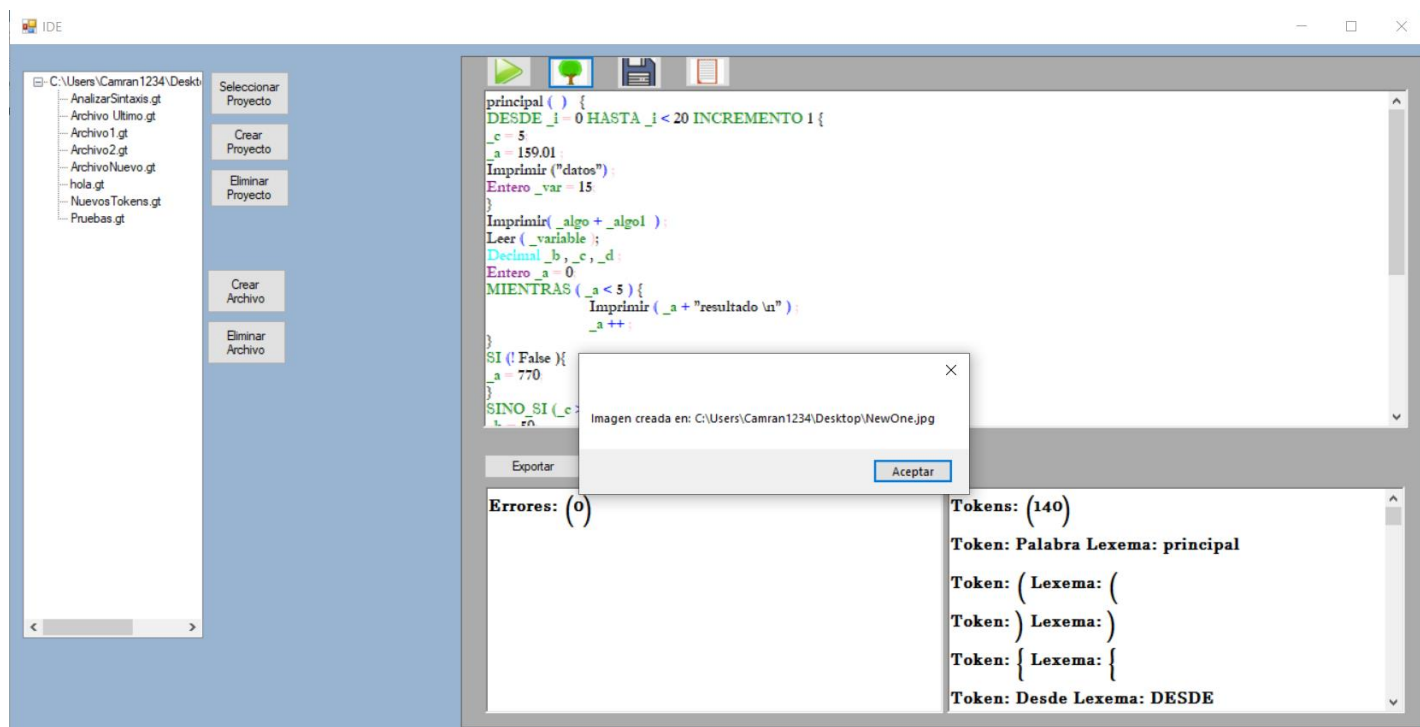 IDE
C:\Users\Camran1234\Deskt
AnalizarSintaxis.gt
Archivo Ultimo.gt
Archivo1.gt
Archivo2.gt
ArchivoNuevo.gt
hola.gt
NuevosTokens.gt
Pruebas.gt
Seleccionar
Proyecto
Crear
Proyecto
Eliminar
Proyecto
Crear
Archivo
Eliminar
Archivo
principal ( ) {
DESDE _i = 0 HASTA _i < 20 INCREMENTO 1 {
_c = 5;
_a = 159.01 ;
Imprimir ("datos") ;
Entero _var = 15;
}
Imprimir( _algo + _algo1 ) ;
Leer ( _variable );
Decimal _b , _c , _d ;
Entero _a = 0;
MIENTRAS ( _a < 5 ) {
Imprimir ( _a + "resultado \n" ) ;
_a ++ ;
}
SI (! False ){
_a = 770;
}
SINO_SI (_c >
_b = 50
Imagen creada en: C:\Users\Camran1234\Desktop\NewOne.jpg
Aceptar
Exportar
Errores: (0)
Tokens: (140)
Token: Palabra Lexema: principal
Token: ( Lexema: (
Token: ) Lexema: )
Token: { Lexema: {
Token: Desde Lexema: DESDE